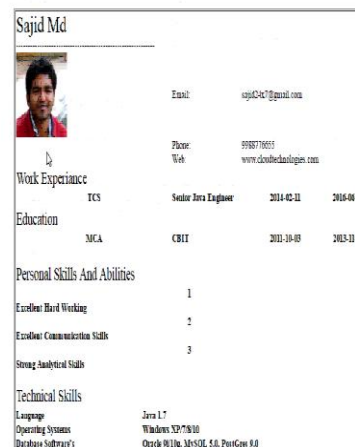 Sajid Md
Email: sajid24x7@gmail.com
Phone: 9988776655
Web www.cloudtechnologies.com
Work Experiance
TCS Senior Java Engineer 2014-02-11 2016-06
Education
MCA CBIT 2011-10-03 2013-11
Personal Skills And Abilities
1
Excellent Hard Working
2
Excellent Communication Skills
3
Strong Analytical Skills
Technical Skills
Language Java 1.7
Operating Systems Windows XP/7/8/10
Database Software's Oracle 9i/10g, MySQL 5.0, PostGres 9.0